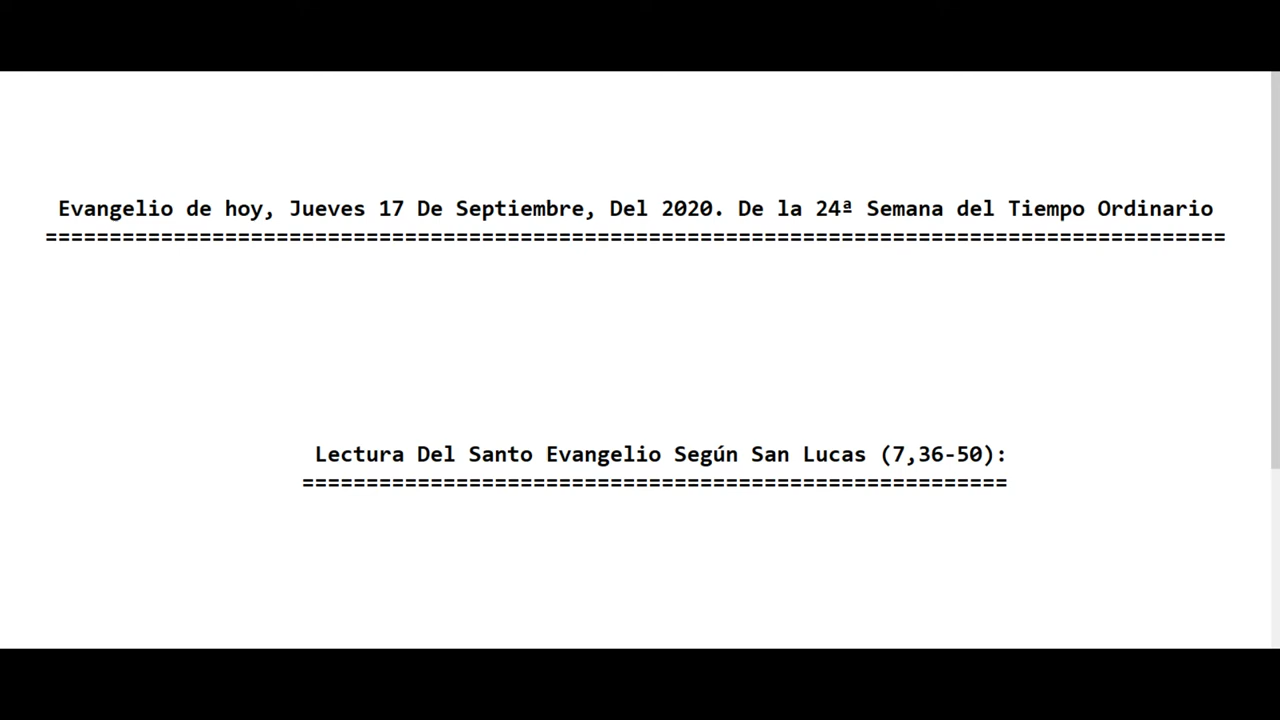 Evangelio de hoy, Jueves 17 De Septiembre, Del 2020. De la 24ª Semana del Tiempo Ordinario
============================================================================================
Lectura Del Santo Evangelio Según San Lucas (7,36-50):
=======================================================